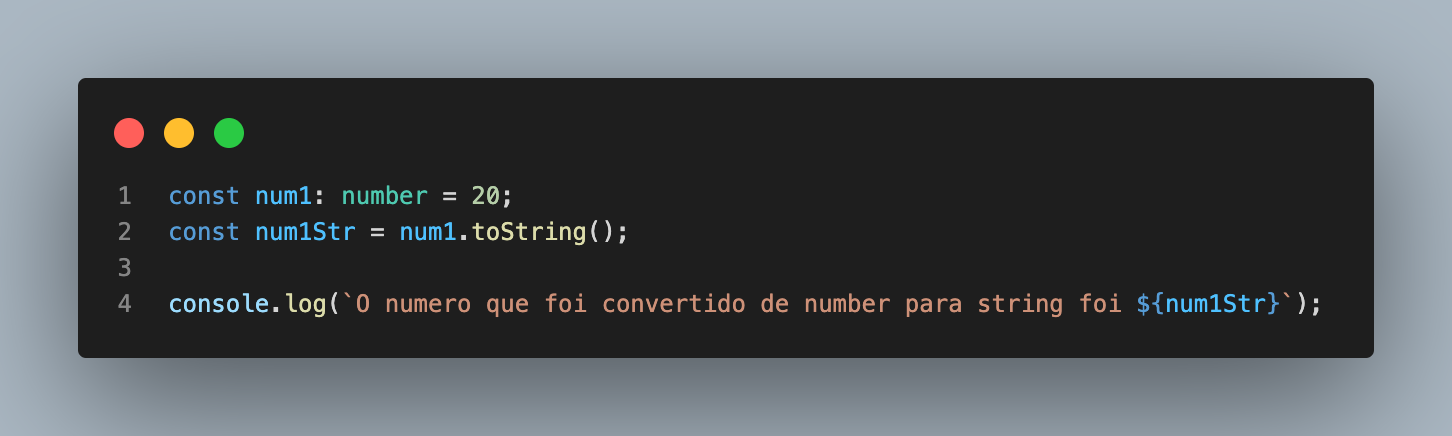 1 const num1: number = 20;
2 const num1Str = num1.toString();
3
4 console.log(`O numero que foi convertido de number para string foi ${num1Str}`);